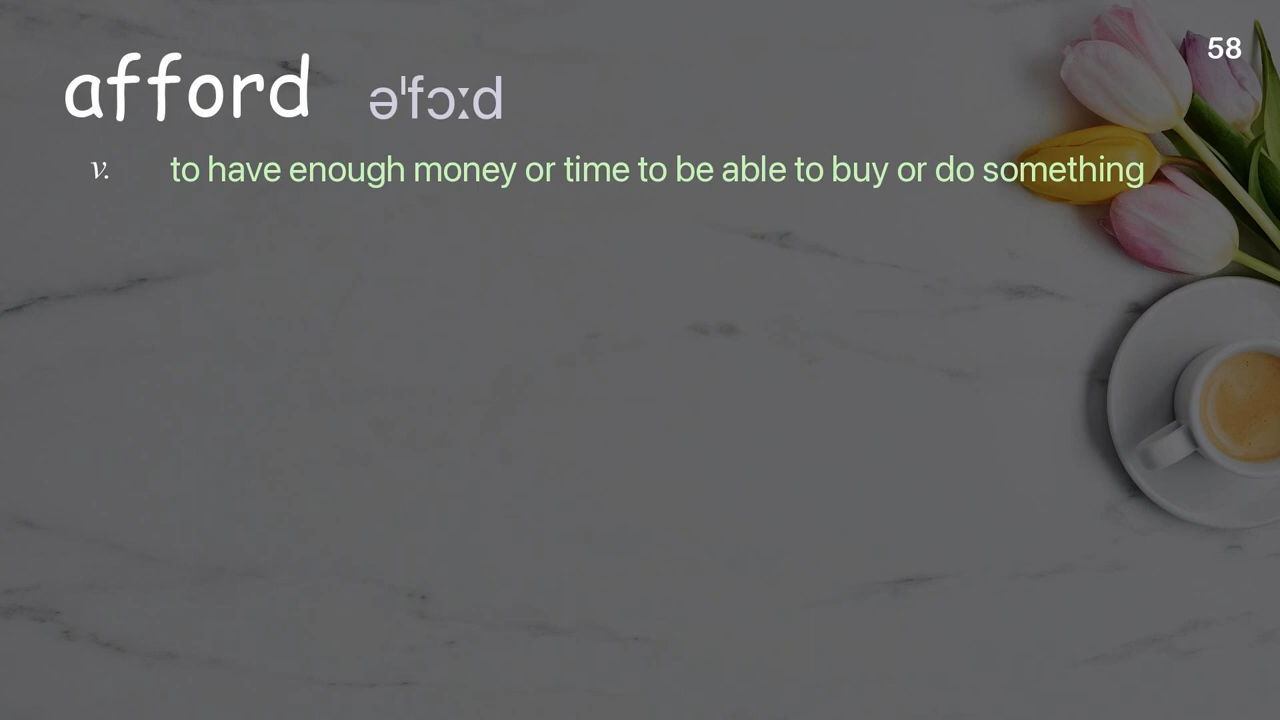 58
afford əˈfɔːd
v. to have enough money or time to be able to buy or do something